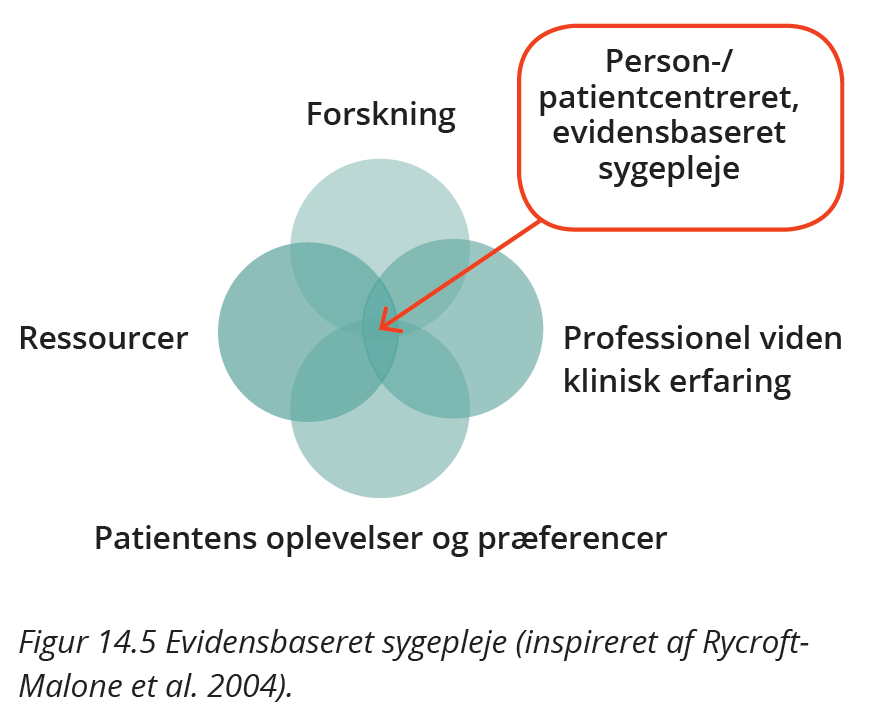 Person-/
patientcentreret,
evidensbaseret
sygepleje
Forskning
Ressourcer
Professionel viden
klinisk erfaring
Patientens oplevelser og præferencer
Figur 14.5 Evidensbaseret sygepleje (inspireret af Rycroft-
Malone et al. 2004).